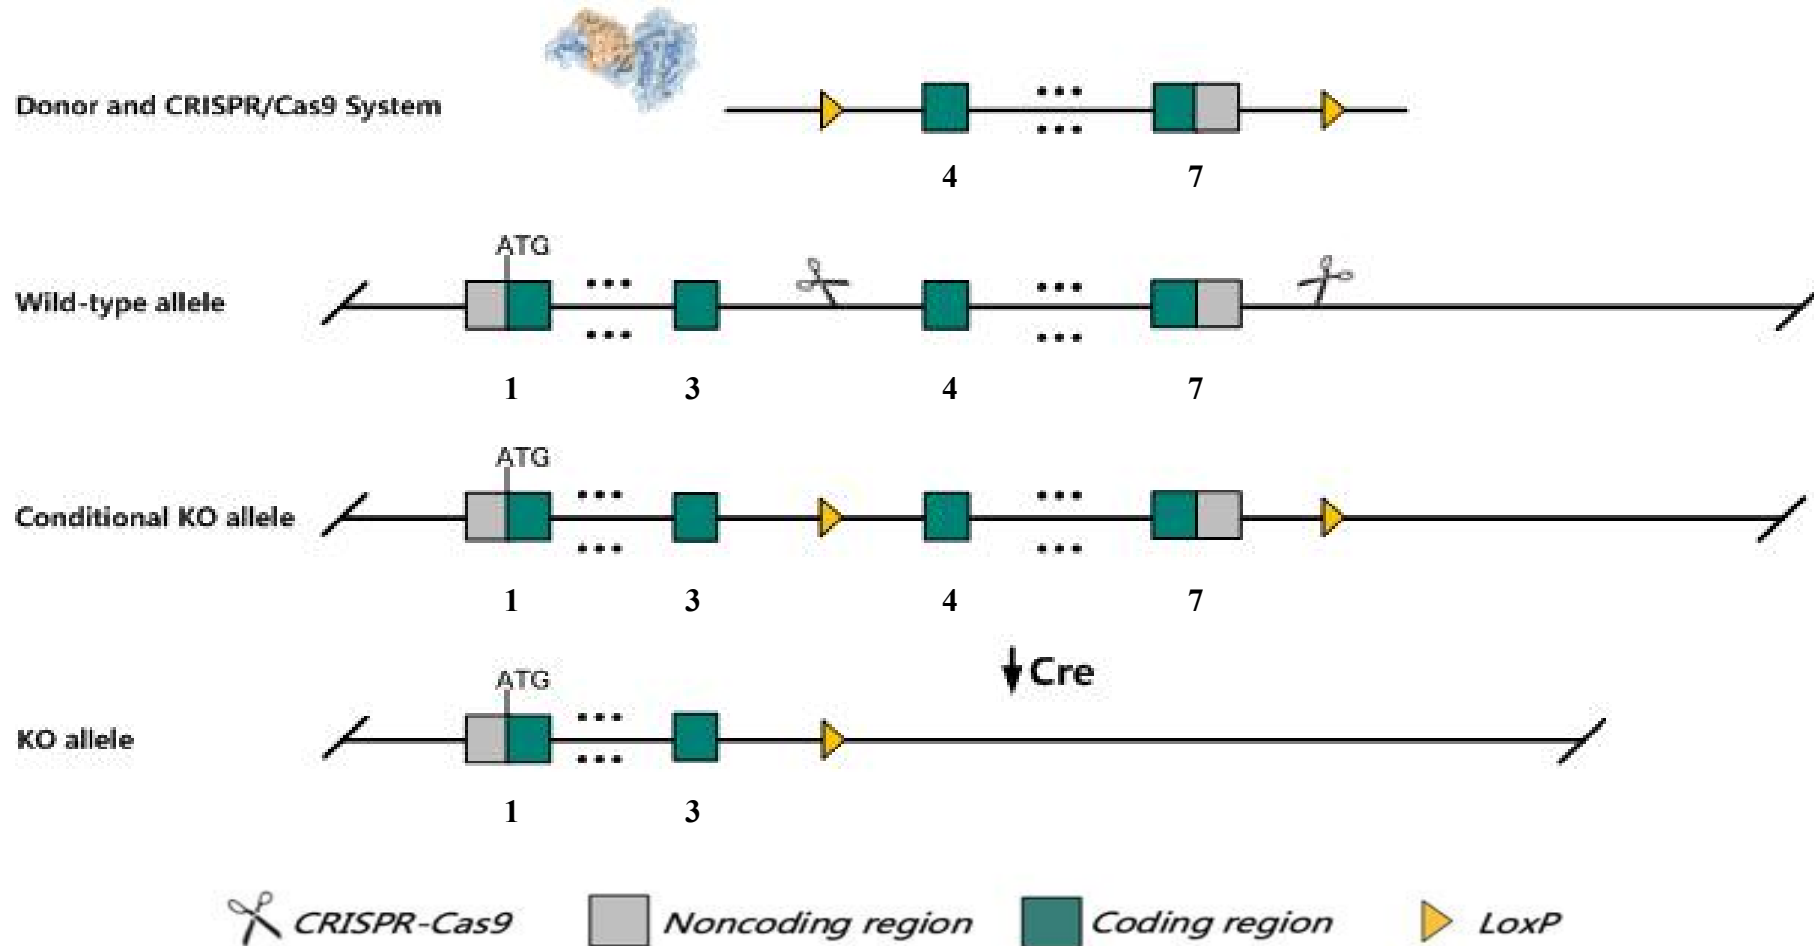 Donor and CRISPR/Cas9 System
4 7
ATG
Wild-type allele
1 3 4 7
ATG
Conditional KO allele
1 3 4 7
Cre
ATG
KO allele
1 3
CRISPR-Cas9 Noncoding region Coding region LoxP